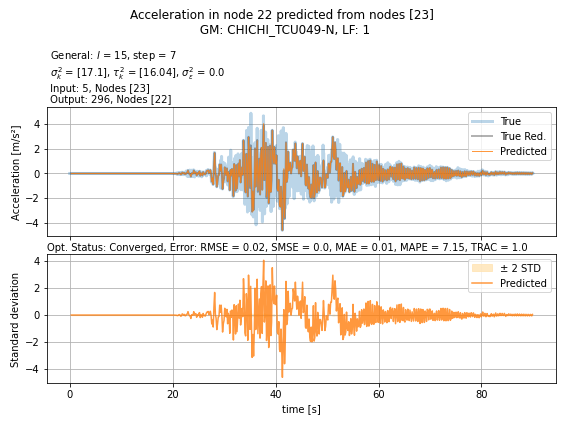 Acceleration in node 22 predicted from nodes [23]
GM: CHICHI_TCU049-N, LF: 1
General: l = 15, step = 7
σ²ₖ = [17.1], τ²ₖ = [16.04], σ²ε = 0.0
Input: 5, Nodes [23]
Output: 296, Nodes [22]
True
True Red.
Predicted
Acceleration [m/s²]
4
2
0
−2
−4
Opt. Status: Converged, Error: RMSE = 0.02, SMSE = 0.0, MAE = 0.01, MAPE = 7.15, TRAC = 1.0
± 2 STD
Predicted
Standard deviation
4
2
0
−2
−4
0
20
40
60
80
time [s]